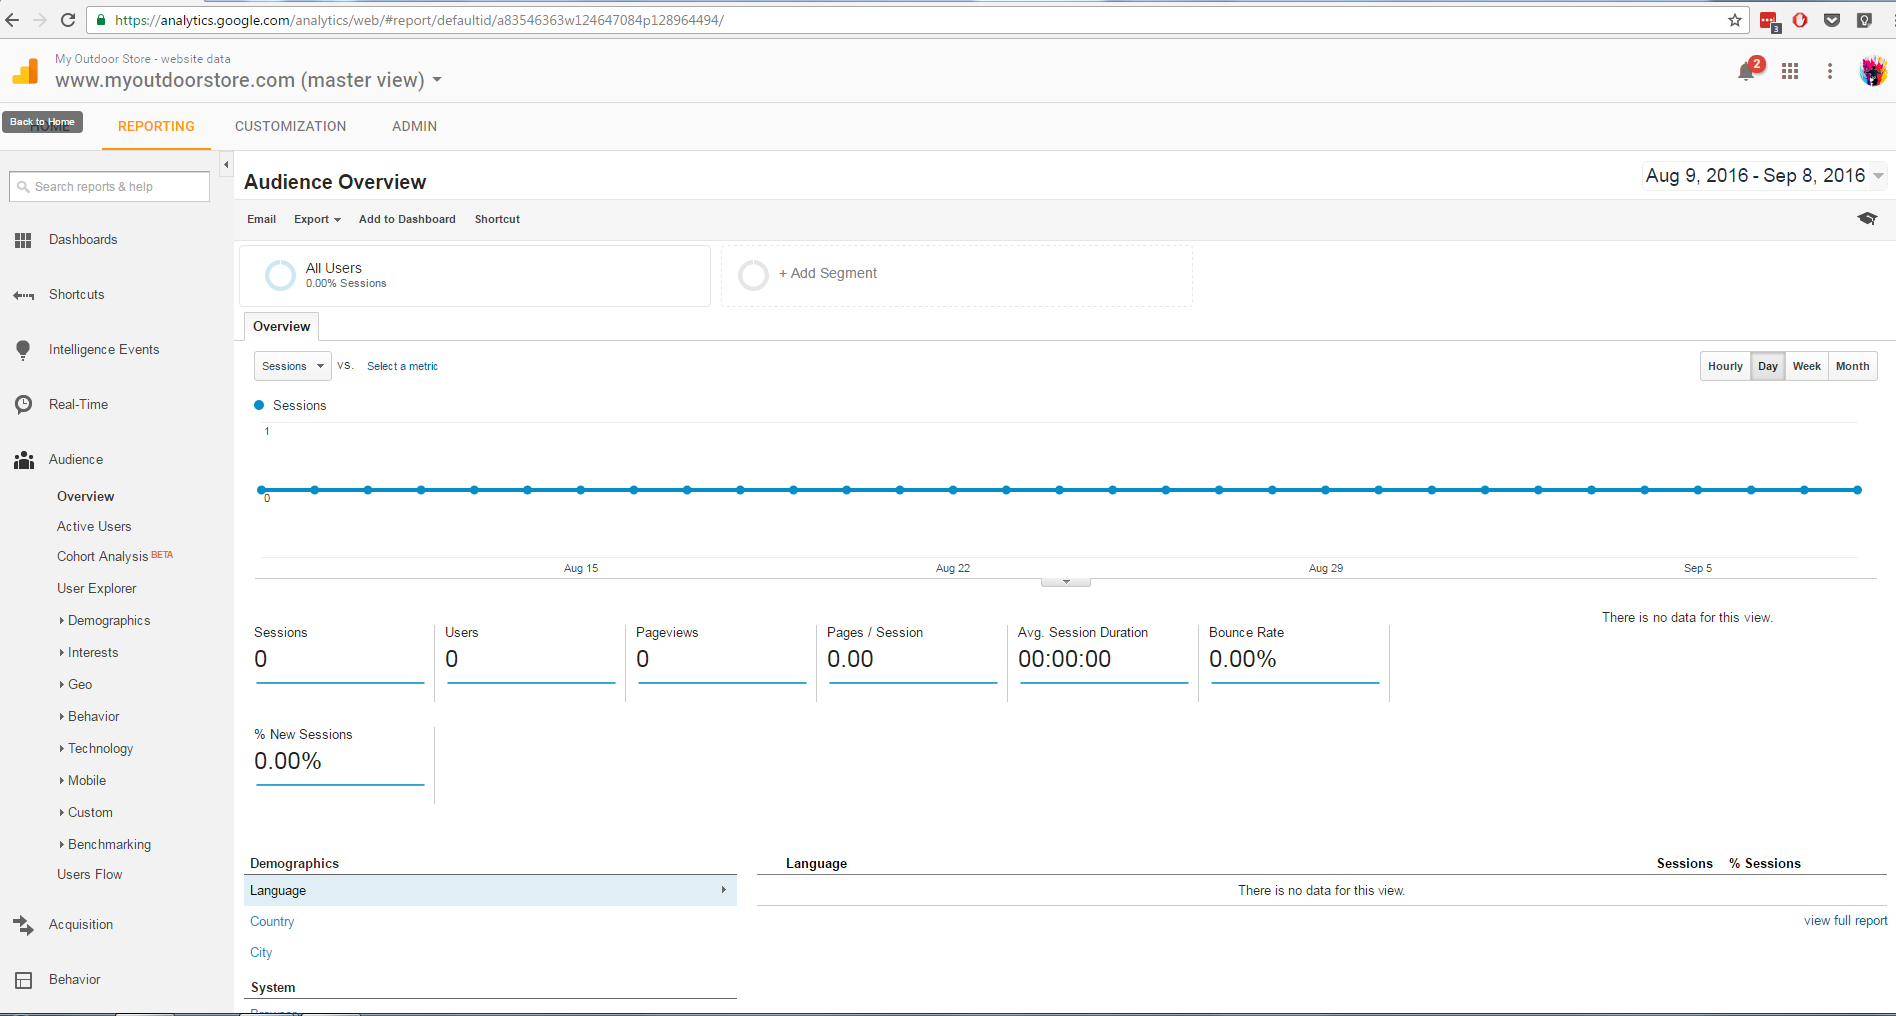 https://analytics.google.com/analytics/web/#report/defaultid/a83546363w124647084p128964494/
3
My Outdoor Store - website data
www.myoutdoorstore.com (master view)
2
Back to Home
HOME
REPORTING
CUSTOMIZATION
ADMIN
Search reports & help
Dashboards
Shortcuts
Intelligence Events
Real-Time
Audience
Overview
Active Users
Cohort Analysis BETA
User Explorer
Demographics
Interests
Geo
Behavior
Technology
Mobile
Custom
Benchmarking
Users Flow
Acquisition
Behavior
Audience Overview
Aug 9, 2016 - Sep 8, 2016
Email Export Add to Dashboard Shortcut
All Users
0.00% Sessions
+ Add Segment
Overview
Sessions VS. Select a metric
Hourly Day Week Month
Sessions
1
0
Aug 15 Aug 22 Aug 29 Sep 5
There is no data for this view.
Sessions
0
Users
0
Pageviews
0
Pages / Session
0.00
Avg. Session Duration
00:00:00
Bounce Rate
0.00%
% New Sessions
0.00%
Demographics
Language
Country
City
System
Browser
Language Sessions % Sessions
There is no data for this view.
view full report